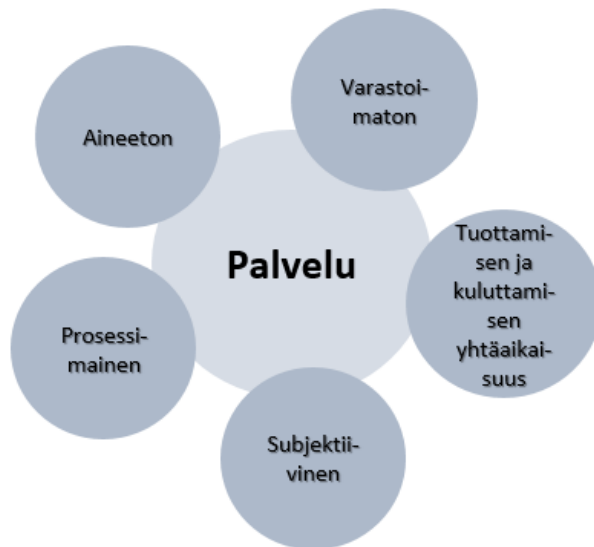 Varastoi-
maton
Aineeton
Palvelu
Tuottami-
sen ja
kuluttami-
sen
yhtäaikai-
suus
Prosessi-
mainen
Subjektii-
vinen